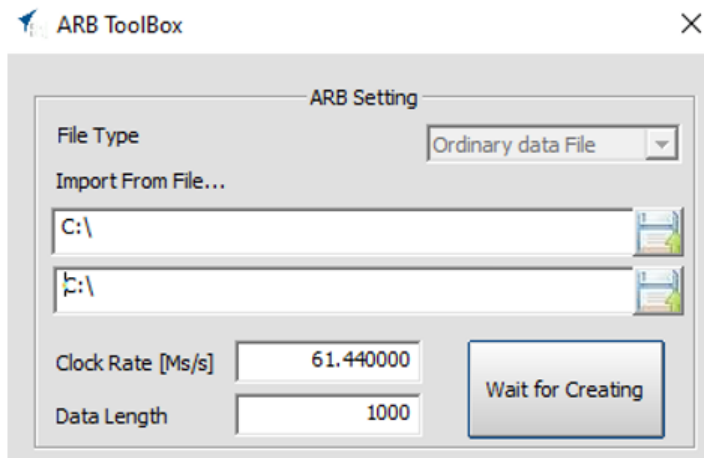 ARB ToolBox
ARB Setting
File Type
Ordinary data File
Import From File...
C:\
C:\
Clock Rate [Ms/s]
61.440000
Data Length
1000
Wait for Creating